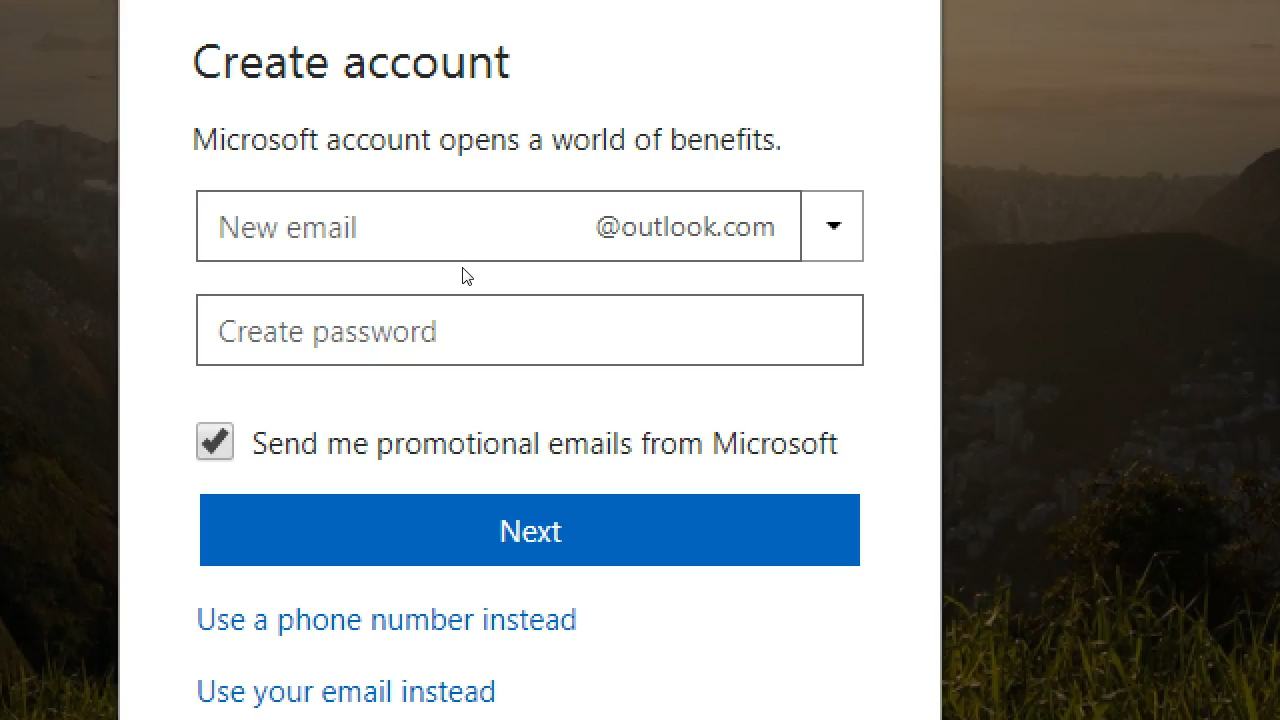 Create account
Microsoft account opens a world of benefits.
New email @outlook.com
Create password
Send me promotional emails from Microsoft
Next
Use a phone number instead
Use your email instead